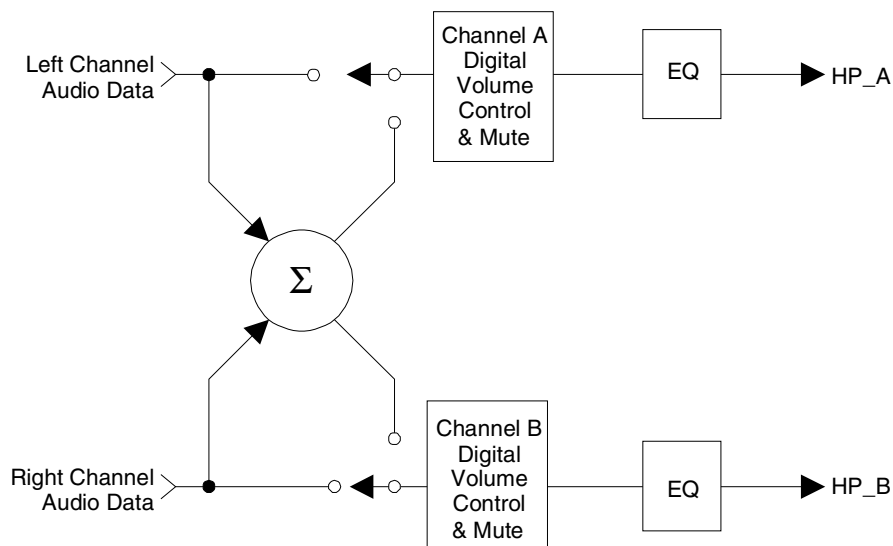 Left Channel
Audio Data
Channel A
Digital
Volume
Control
& Mute
EQ
HP_A
Σ
Right Channel
Audio Data
Channel B
Digital
Volume
Control
& Mute
EQ
HP_B